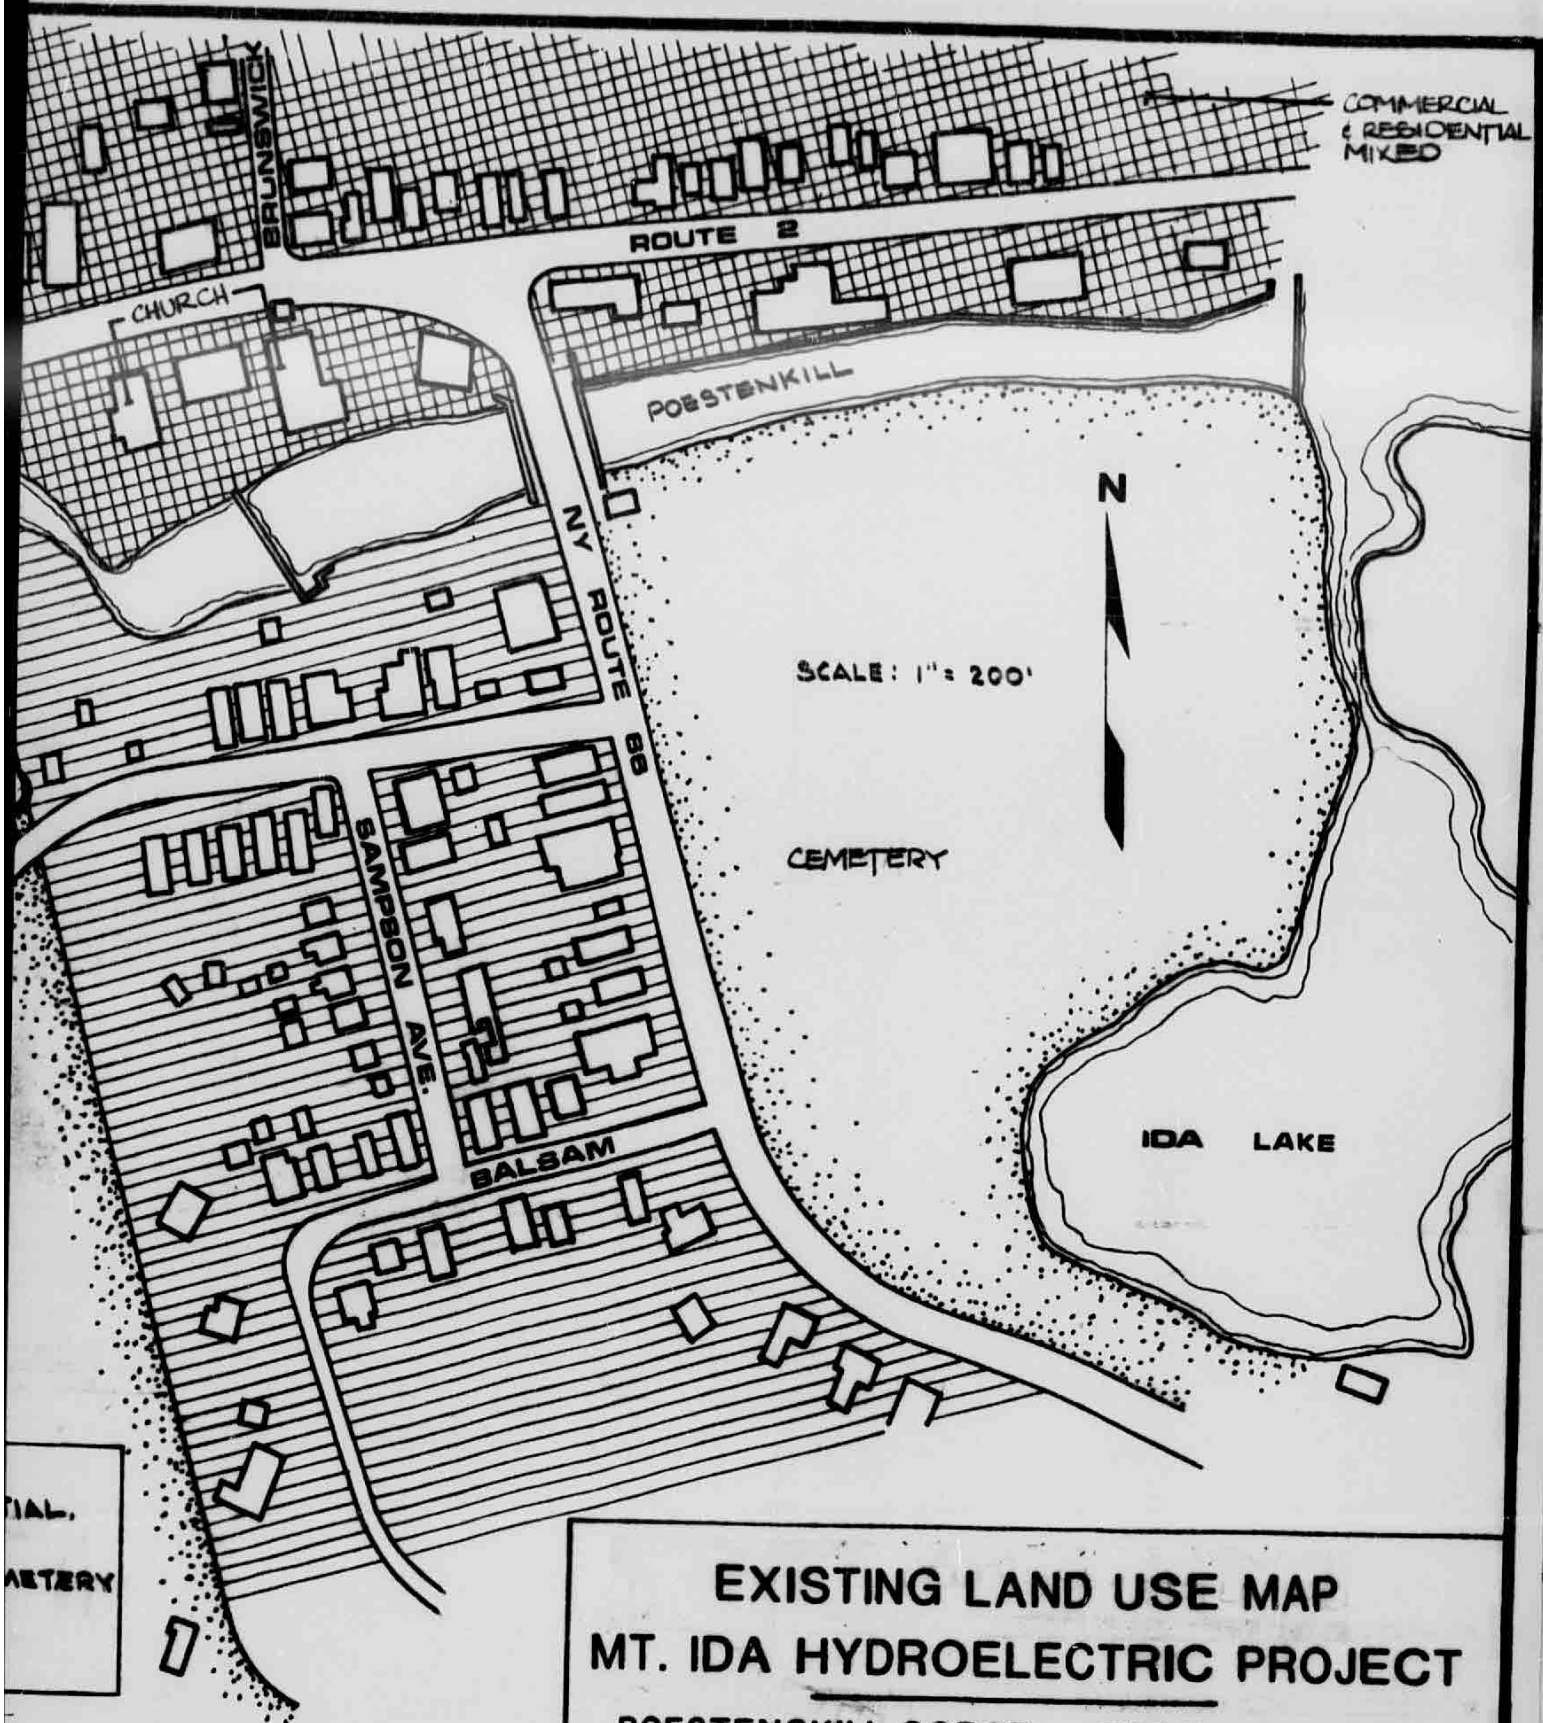 BRUNSWICK
COMMERCIAL
& RESIDENTIAL
MIXED
ROUTE 2
CHURCH
POESTENKILL
N
NY ROUTE 66
SCALE: 1"= 200'
CEMETERY
SAMPSON AVE.
IDA LAKE
BALSAM
TIAL.
METERY
EXISTING LAND USE MAP
MT. IDA HYDROELECTRIC PROJECT